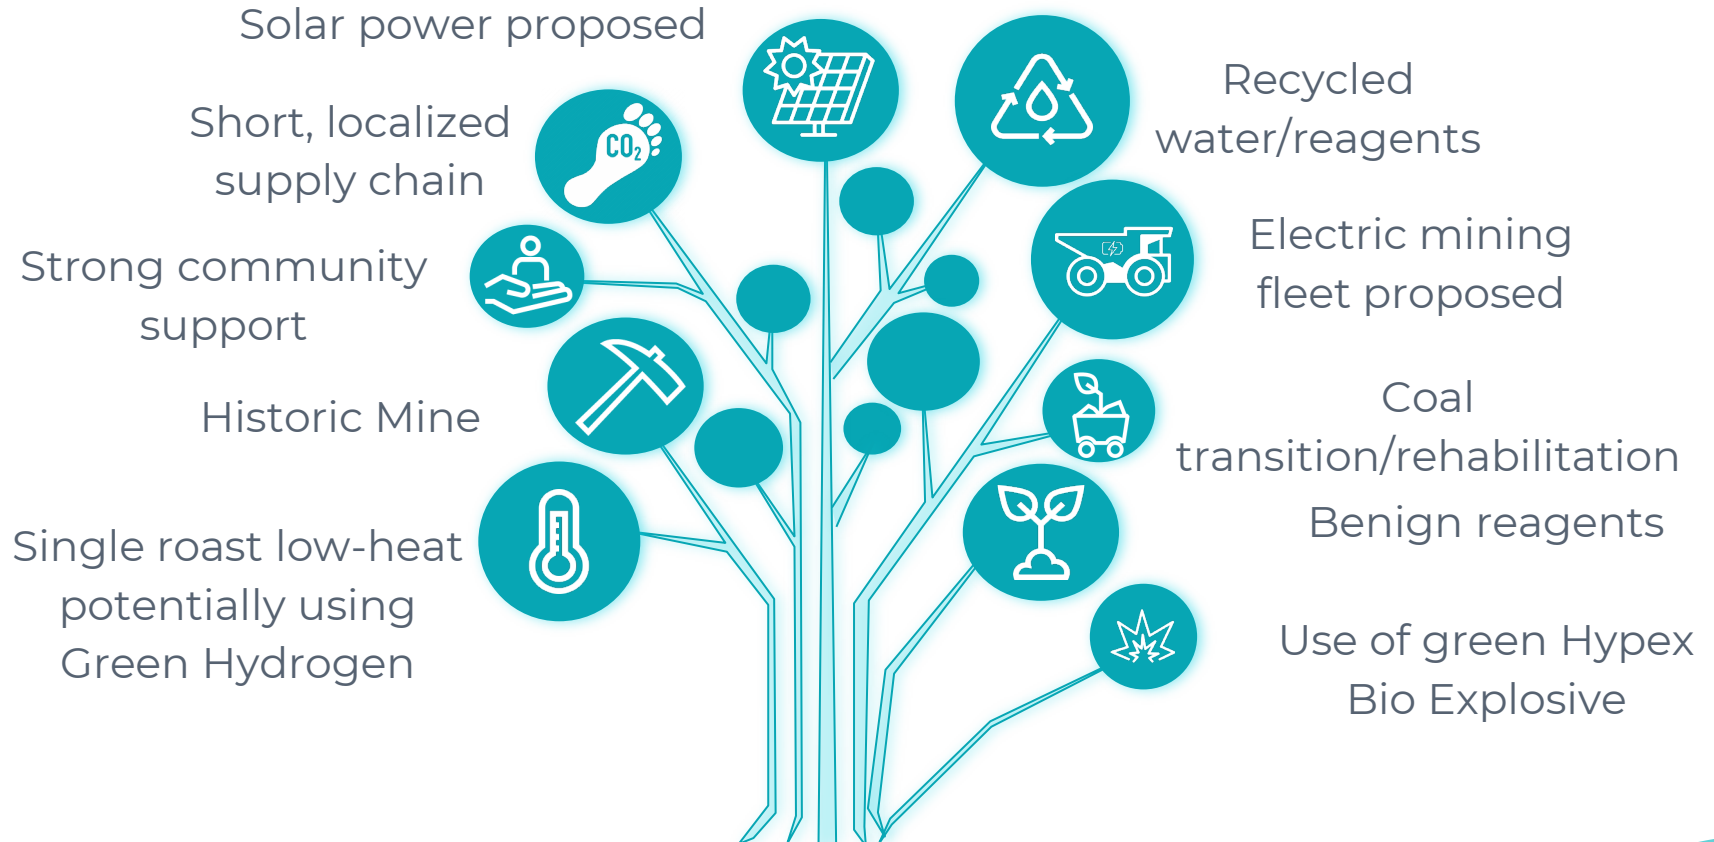 Solar power proposed
Short, localized
supply chain
CO2
Strong community
support
Historic Mine
Single roast low-heat
potentially using
Green Hydrogen
Recycled
water/reagents
Electric mining
fleet proposed
Coal
transition/rehabilitation
Benign reagents
Use of green Hypex
Bio Explosive